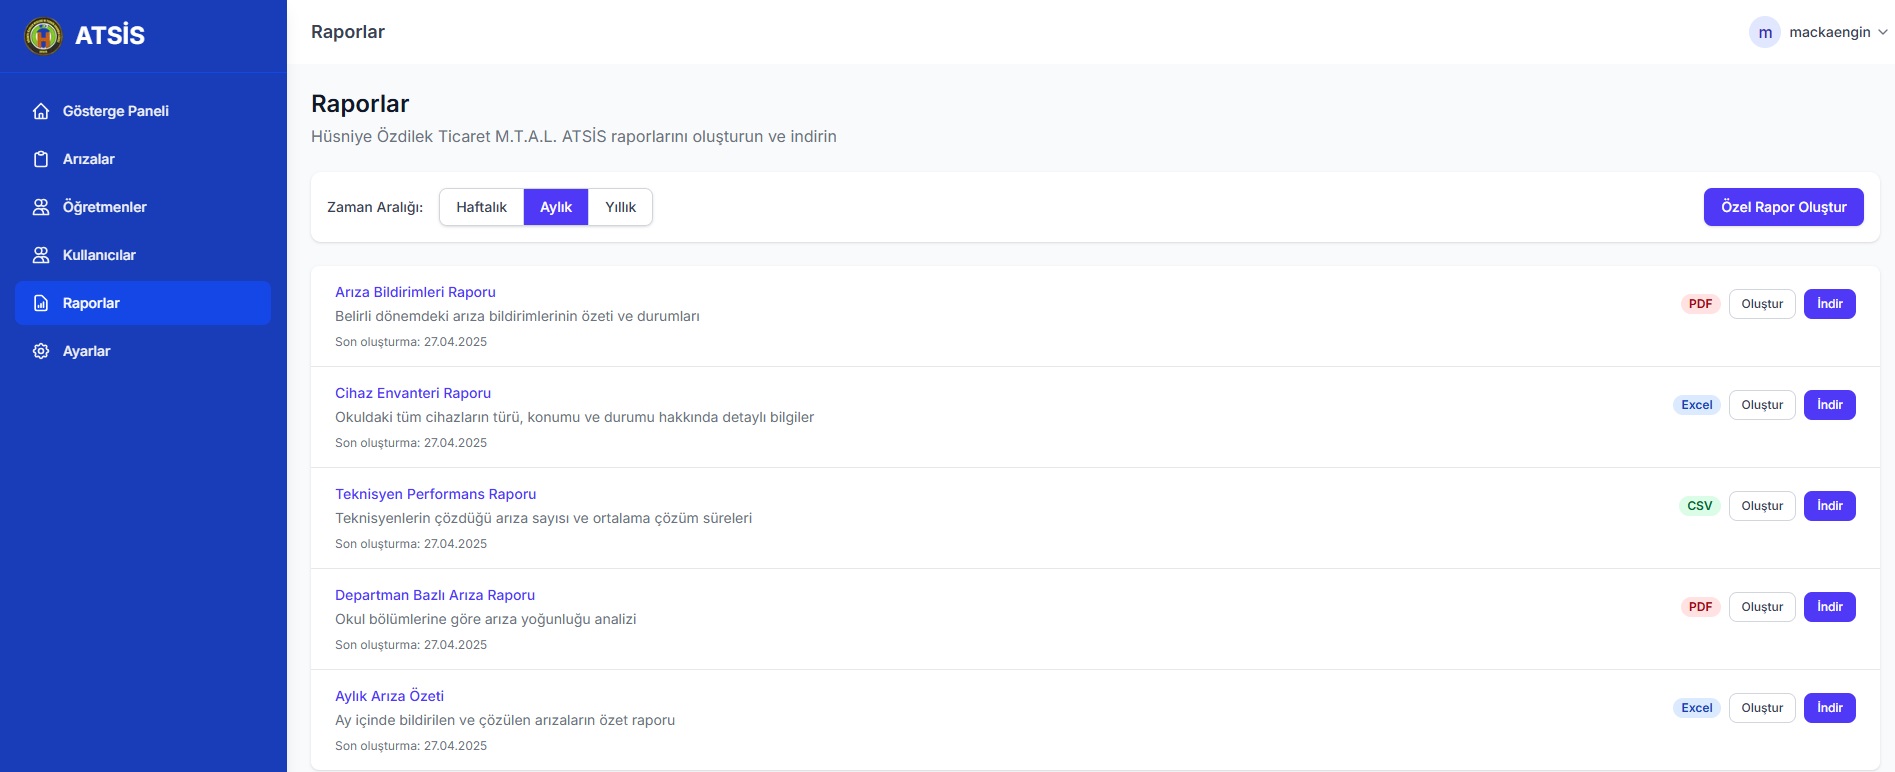 ATSİS
Raporlar
m mackaengin
Gösterge Paneli
Arızalar
Öğretmenler
Kullanıcılar
Raporlar
Ayarlar
Raporlar
Hüsniye Özdilek Ticaret M.T.A.L. ATSİS raporlarını oluşturun ve indirin
Zaman Aralığı: Haftalık Aylık Yıllık Özel Rapor Oluştur
Arıza Bildirimleri Raporu
Belirli dönemdeki arıza bildirimlerinin özeti ve durumları
Son oluşturma: 27.04.2025
PDF Oluştur İndir
Cihaz Envanteri Raporu
Okuldaki tüm cihazların türü, konumu ve durumu hakkında detaylı bilgiler
Son oluşturma: 27.04.2025
Excel Oluştur İndir
Teknisyen Performans Raporu
Teknisyenlerin çözdüğü arıza sayısı ve ortalama çözüm süreleri
Son oluşturma: 27.04.2025
CSV Oluştur İndir
Departman Bazlı Arıza Raporu
Okul bölümlerine göre arıza yoğunluğu analizi
Son oluşturma: 27.04.2025
PDF Oluştur İndir
Aylık Arıza Özeti
Ay içinde bildirilen ve çözülen arızaların özet raporu
Son oluşturma: 27.04.2025
Excel Oluştur İndir